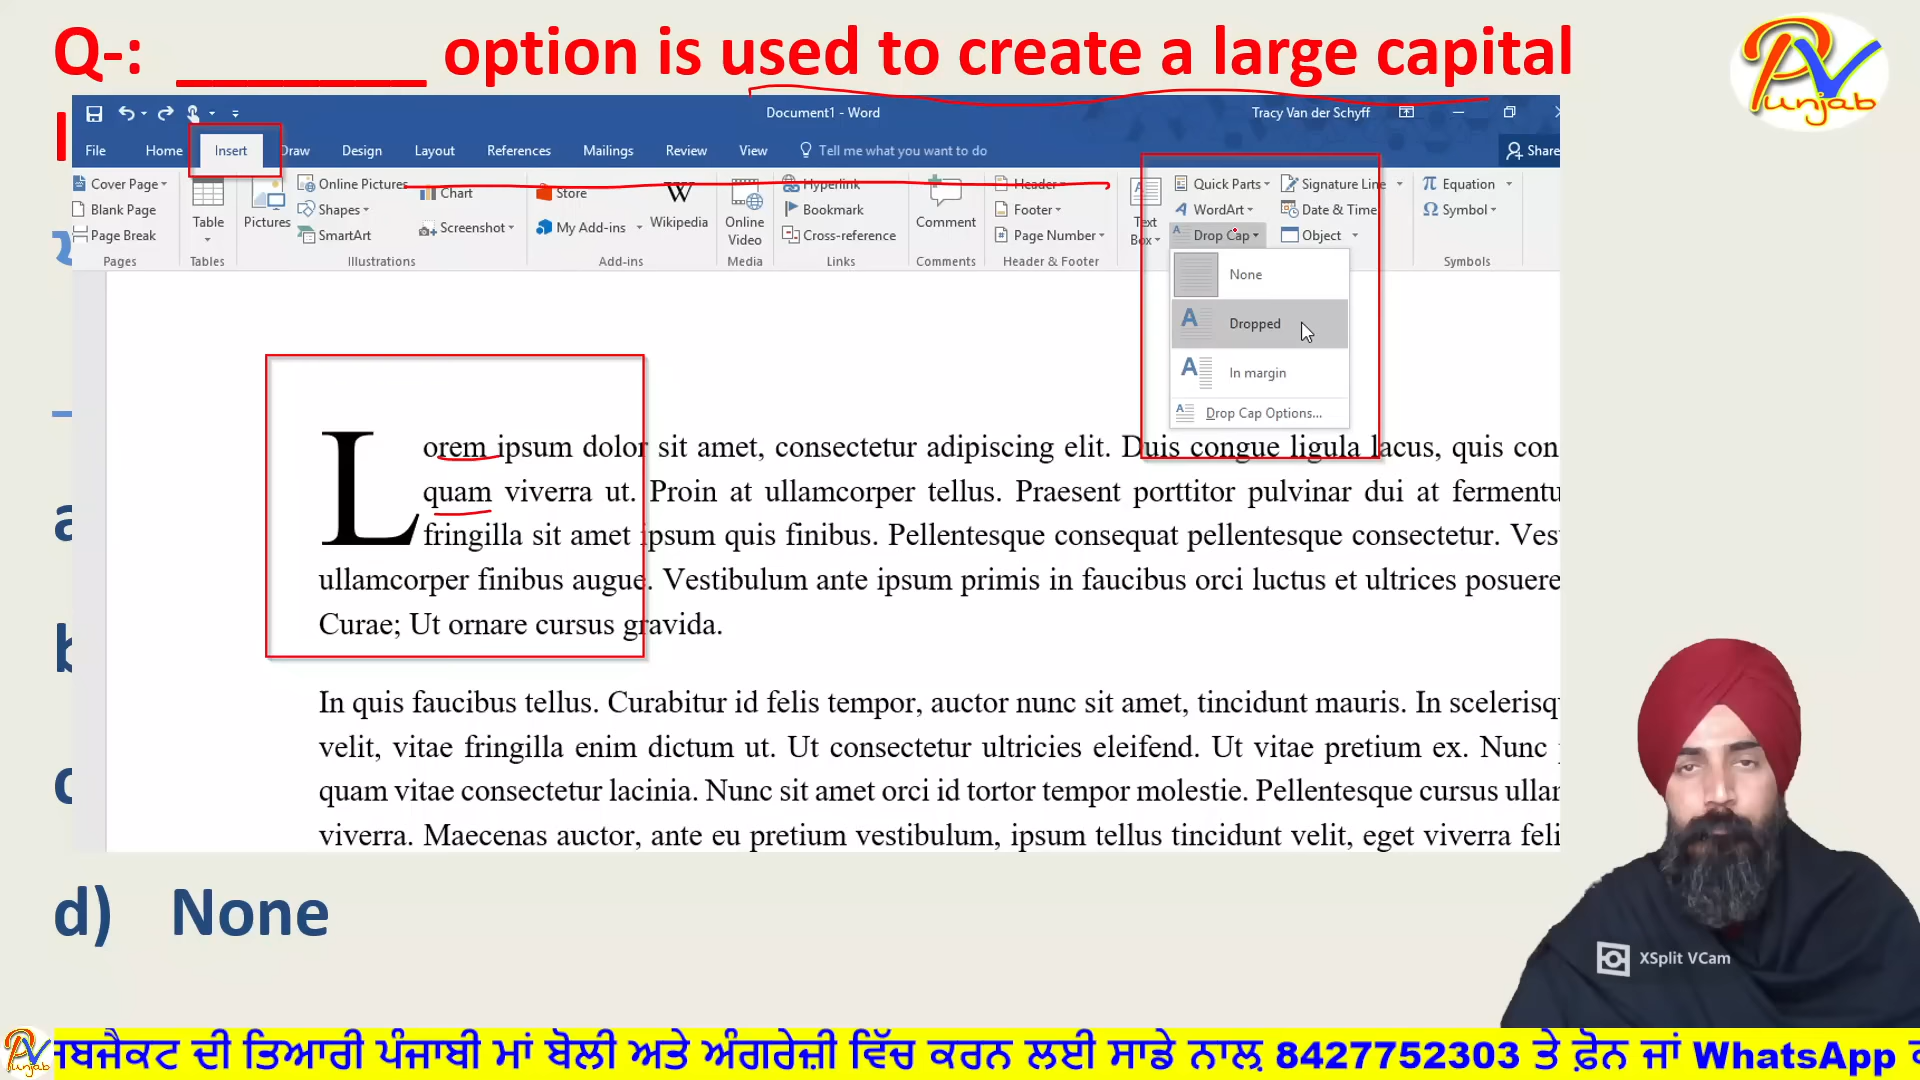 Q-: _______ option is used to create a large capital
Document1 - Word
Tracy Van der Schyff
File Home Insert Draw Design Layout References Mailings Review View Tell me what you want to do Share
Cover Page
Blank Page
Page Break
Pages
Table
Tables
Pictures
Online Pictures
Shapes
SmartArt
Chart
Screenshot
Illustrations
Store
My Add-ins
Wikipedia
Add-ins
Online
Video
Media
Hyperlink
Bookmark
Cross-reference
Links
Comment
Comments
Header
Footer
Page Number
Header & Footer
Text
Box
Quick Parts
WordArt
Drop Cap
Signature Line
Date & Time
Object
Equation
Symbol
Symbols
None
Dropped
In margin
Drop Cap Options...
Lorem ipsum dolor sit amet, consectetur adipiscing elit. Duis congue ligula lacus, quis con
quam viverra ut. Proin at ullamcorper tellus. Praesent porttitor pulvinar dui at fermentu
fringilla sit amet ipsum quis finibus. Pellentesque consequat pellentesque consectetur. Ves
ullamcorper finibus augue. Vestibulum ante ipsum primis in faucibus orci luctus et ultrices posuere
Curae; Ut ornare cursus gravida.
In quis faucibus tellus. Curabitur id felis tempor, auctor nunc sit amet, tincidunt mauris. In scelerisq
velit, vitae fringilla enim dictum ut. Ut consectetur ultricies eleifend. Ut vitae pretium ex. Nunc
quam vitae consectetur lacinia. Nunc sit amet orci id tortor tempor molestie. Pellentesque cursus ullar
viverra. Maecenas auctor, ante eu pretium vestibulum, ipsum tellus tincidunt velit, eget viverra feli
a
b
c
d) None
PV
unjab
XSplit VCam
ਸਬਜੈਕਟ ਦੀ ਤਿਆਰੀ ਪੰਜਾਬੀ ਮਾਂ ਬੋਲੀ ਅਤੇ ਅੰਗਰੇਜ਼ੀ ਵਿੱਚ ਕਰਨ ਲਈ ਸਾਡੇ ਨਾਲ਼ 8427752303 ਤੇ ਫ਼ੋਨ ਜਾਂ WhatsApp